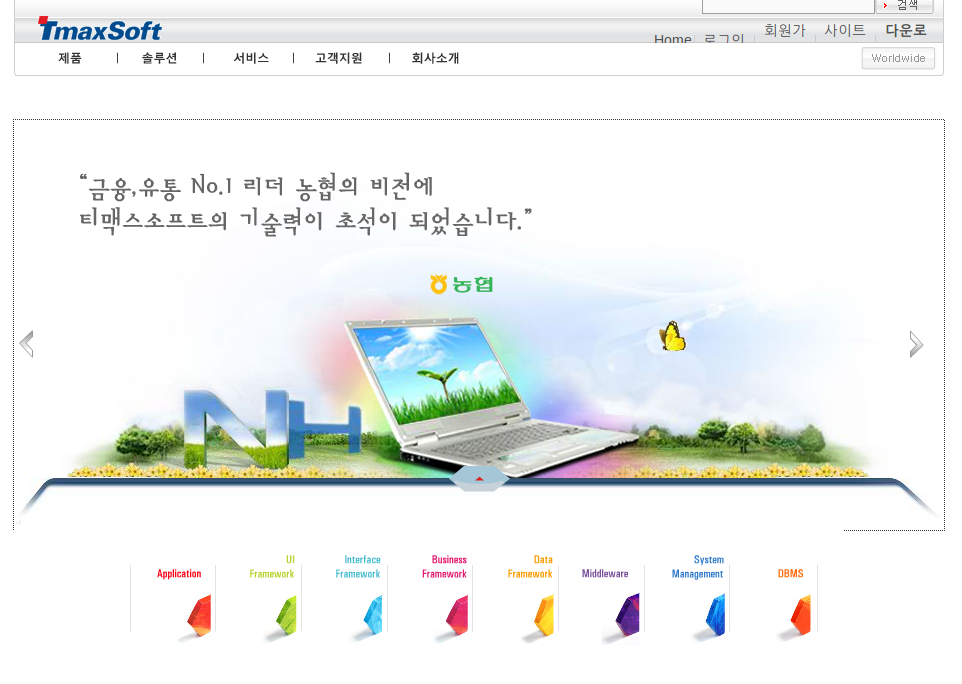 검색
TmaxSoft
Home 로그인 회원가 사이트 다운로
제품 솔루션 서비스 고객지원 회사소개
Worldwide
“금융,유통 No.1 리더 농협의 비전에
티맥스소프트의 기술력이 초석이 되었습니다.”
농협
NH
Application
UI
Framework
Interface
Framework
Business
Framework
Data
Framework
Middleware
System
Management
DBMS